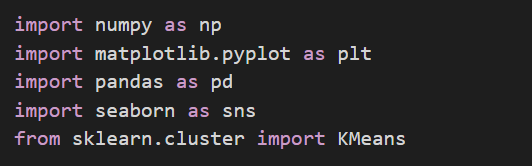 import numpy as np
import matplotlib.pyplot as plt
import pandas as pd
import seaborn as sns
from sklearn.cluster import KMeans